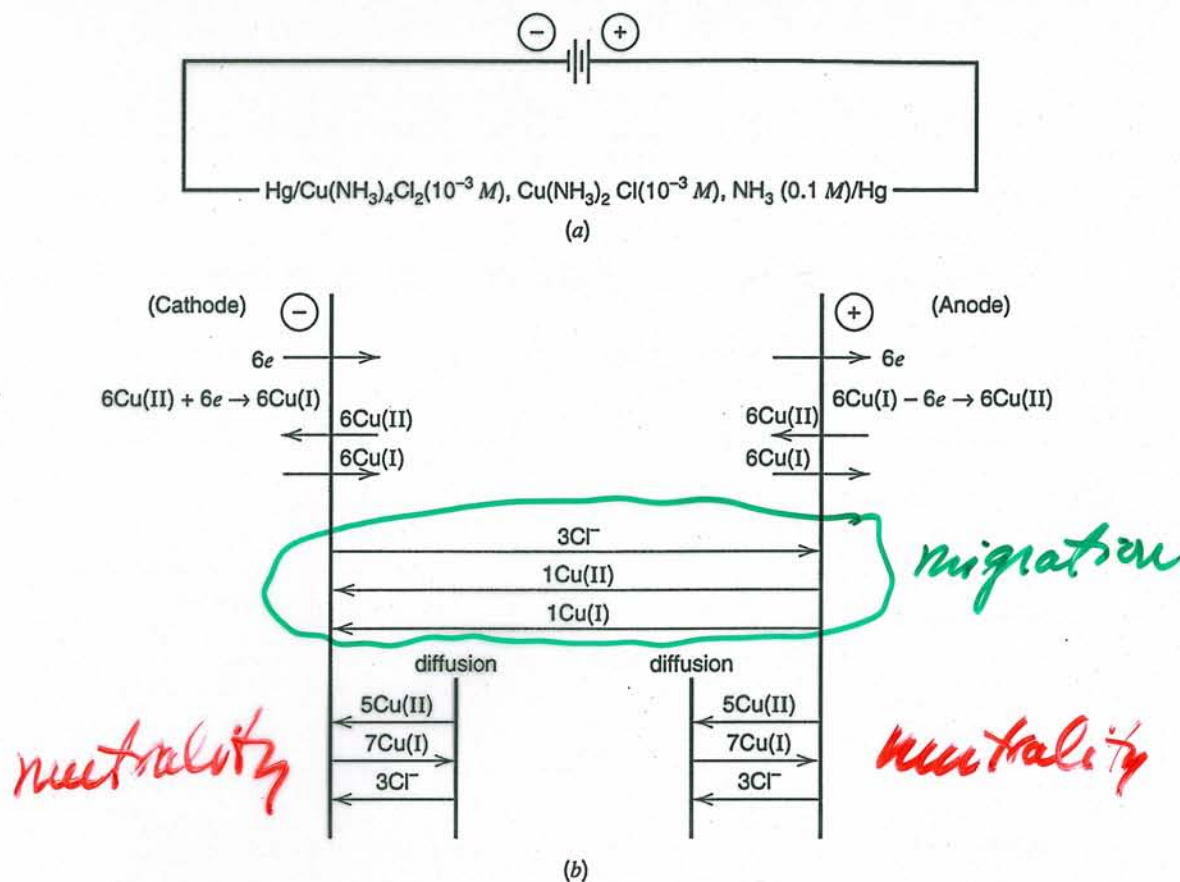 − +
Hg/Cu(NH₃)₄Cl₂(10⁻³ M), Cu(NH₃)₂ Cl(10⁻³ M), NH₃ (0.1 M)/Hg
(a)
(Cathode) − + (Anode)
6e 6e
6Cu(II) + 6e → 6Cu(I) 6Cu(I) − 6e → 6Cu(II)
6Cu(II) 6Cu(II)
6Cu(I) 6Cu(I)
3Cl⁻
migration
1Cu(II)
1Cu(I)
diffusion diffusion
5Cu(II) 5Cu(II)
neutrality 7Cu(I) 7Cu(I) neutrality
3Cl⁻ 3Cl⁻
(b)